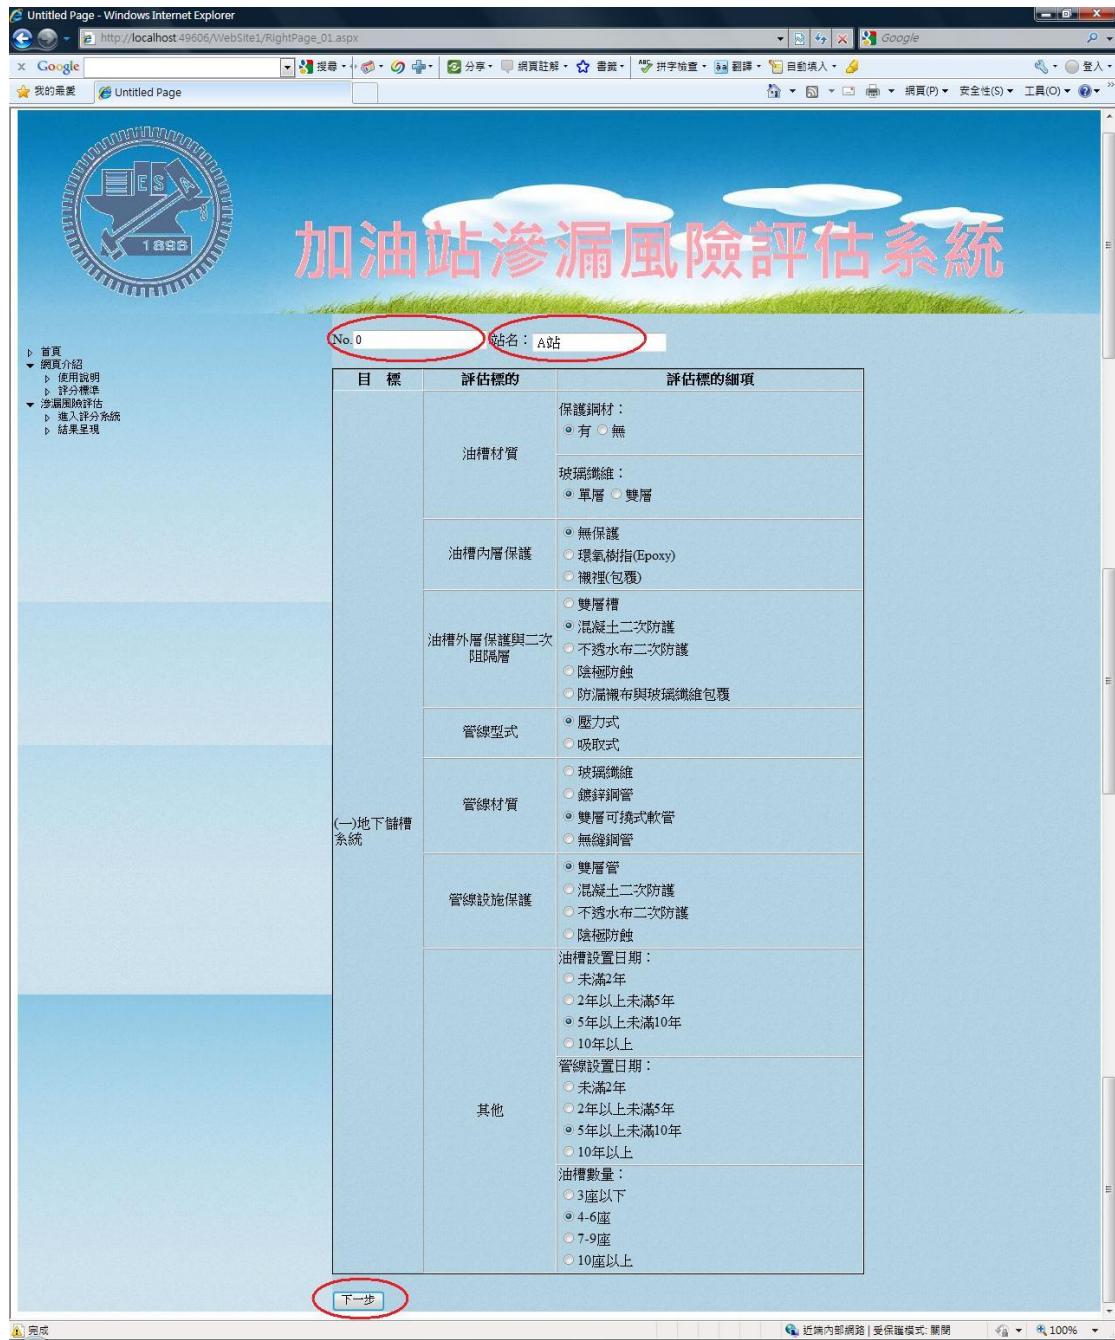 Untitled Page - Windows Internet Explorer
http://localhost:49606/WebSite1/RightPage_01.aspx
Google
Google
搜尋
分享
網頁註解
書籤
拼字檢查
翻譯
自動填入
登入
我的最愛
Untitled Page
網頁(P)
安全性(S)
工具(O)
E S A
1896
加油站滲漏風險評估系統
No. 0
站名：A站
首頁
網頁介紹
使用說明
評分標準
滲漏風險評估
進入評分系統
結果呈現
目 標
評估標的
評估標的細項
(一)地下儲槽
系統
油槽材質
保護鋼材：
有 無
玻璃纖維：
單層 雙層
油槽內層保護
無保護
環氧樹指(Epoxy)
襯裡(包覆)
油槽外層保護與二次
阻隔層
雙層槽
混凝土二次防護
不透水布二次防護
陰極防蝕
防漏襯布與玻璃纖維包覆
管線型式
壓力式
吸取式
管線材質
玻璃纖維
鍍鋅鋼管
雙層可撓式軟管
無縫鋼管
管線設施保護
雙層管
混凝土二次防護
不透水布二次防護
陰極防蝕
其他
油槽設置日期：
未滿2年
2年以上未滿5年
5年以上未滿10年
10年以上
管線設置日期：
未滿2年
2年以上未滿5年
5年以上未滿10年
10年以上
油槽數量：
3座以下
4-6座
7-9座
10座以上
下一步
完成
近端內部網路 | 受保護模式: 關閉
100%